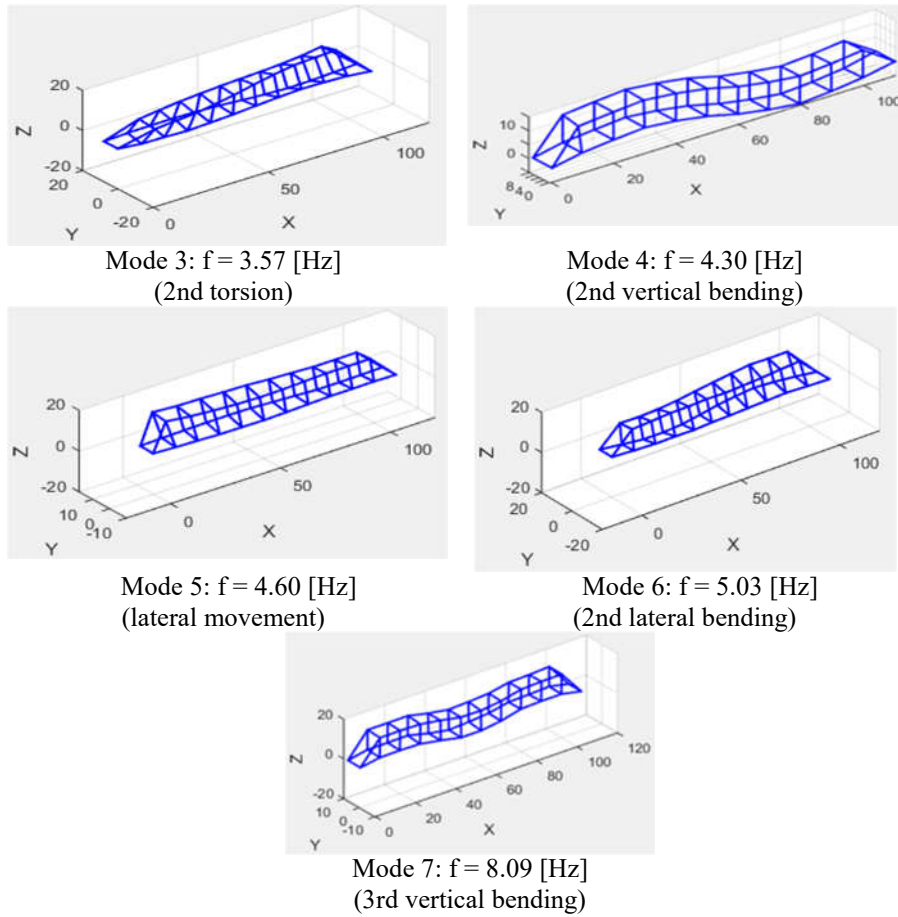 20
0
-20
Z
20
0
-20
Y
0
50
100
X
Mode 3: f = 3.57 [Hz]
(2nd torsion)
10
0
Z
8
4
0
Y
0
20
40
60
80
100
X
Mode 4: f = 4.30 [Hz]
(2nd vertical bending)
20
0
-20
Z
10
0
-10
Y
0
50
100
X
Mode 5: f = 4.60 [Hz]
(lateral movement)
20
0
-20
Z
20
0
-20
Y
0
50
100
X
Mode 6: f = 5.03 [Hz]
(2nd lateral bending)
20
0
-20
Z
10
0
-10
Y
0
20
40
60
80
100
120
X
Mode 7: f = 8.09 [Hz]
(3rd vertical bending)